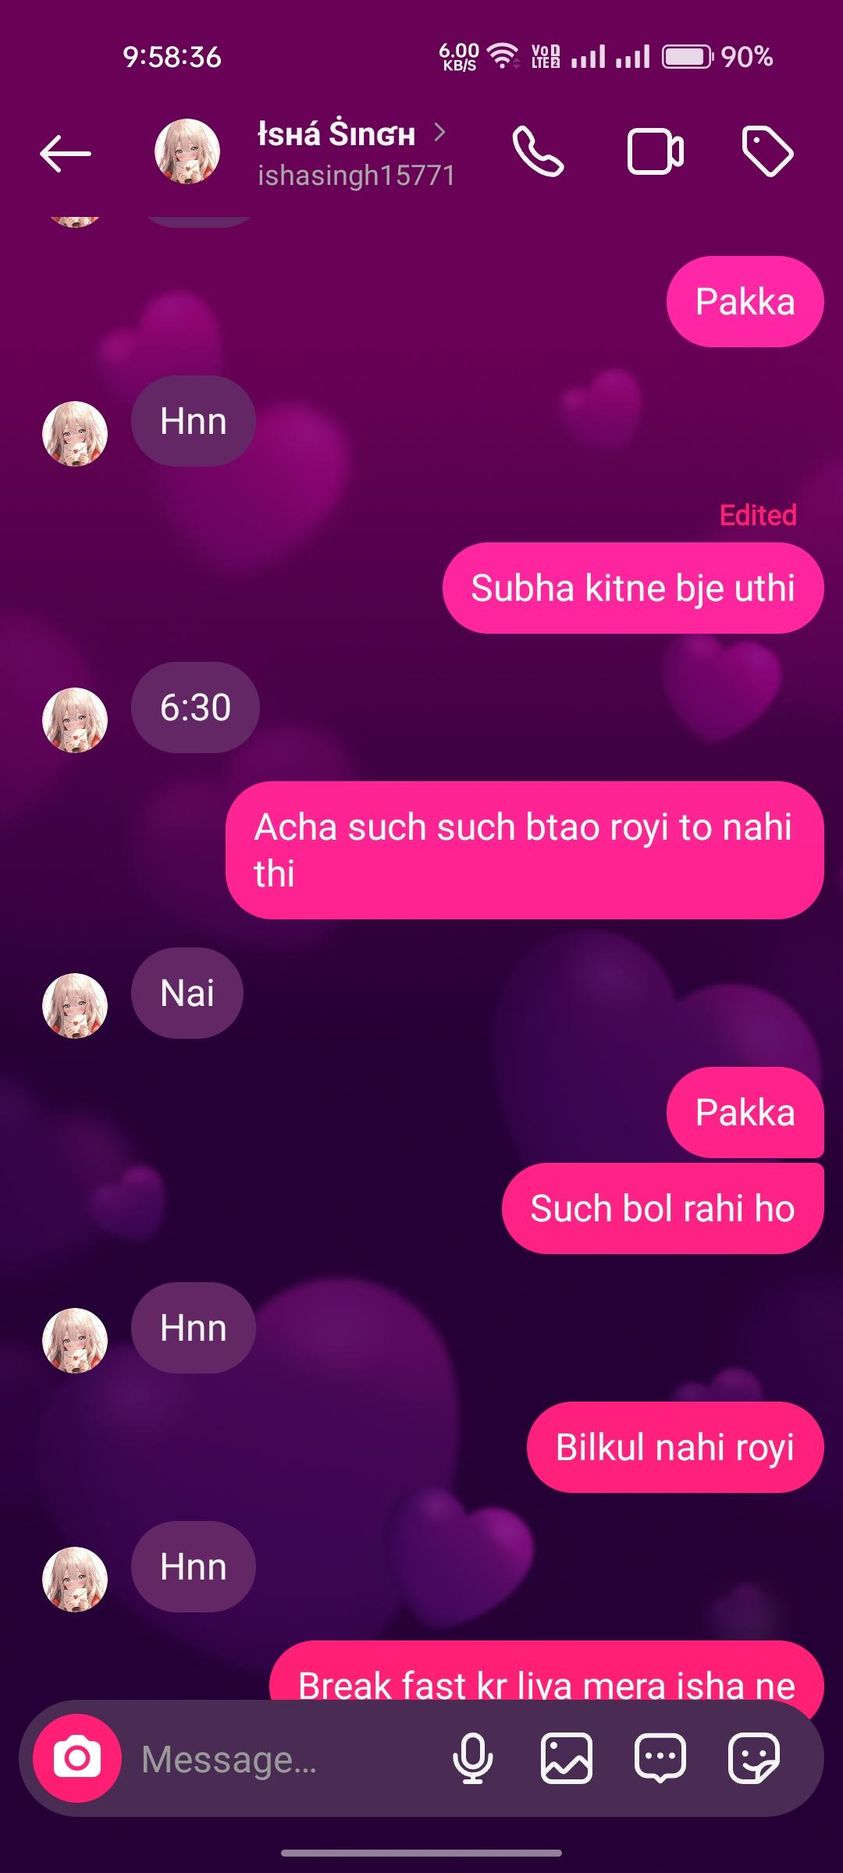 9:58:36
6.00 KB/S VoD LTE2 90%
łsнá Ṡınɢн
ishasingh15771
Pakka
Hnn
Edited
Subha kitne bje uthi
6:30
Acha such such btao royi to nahi
thi
Nai
Pakka
Such bol rahi ho
Hnn
Bilkul nahi royi
Hnn
Break fast kr liya mera isha ne
Message...